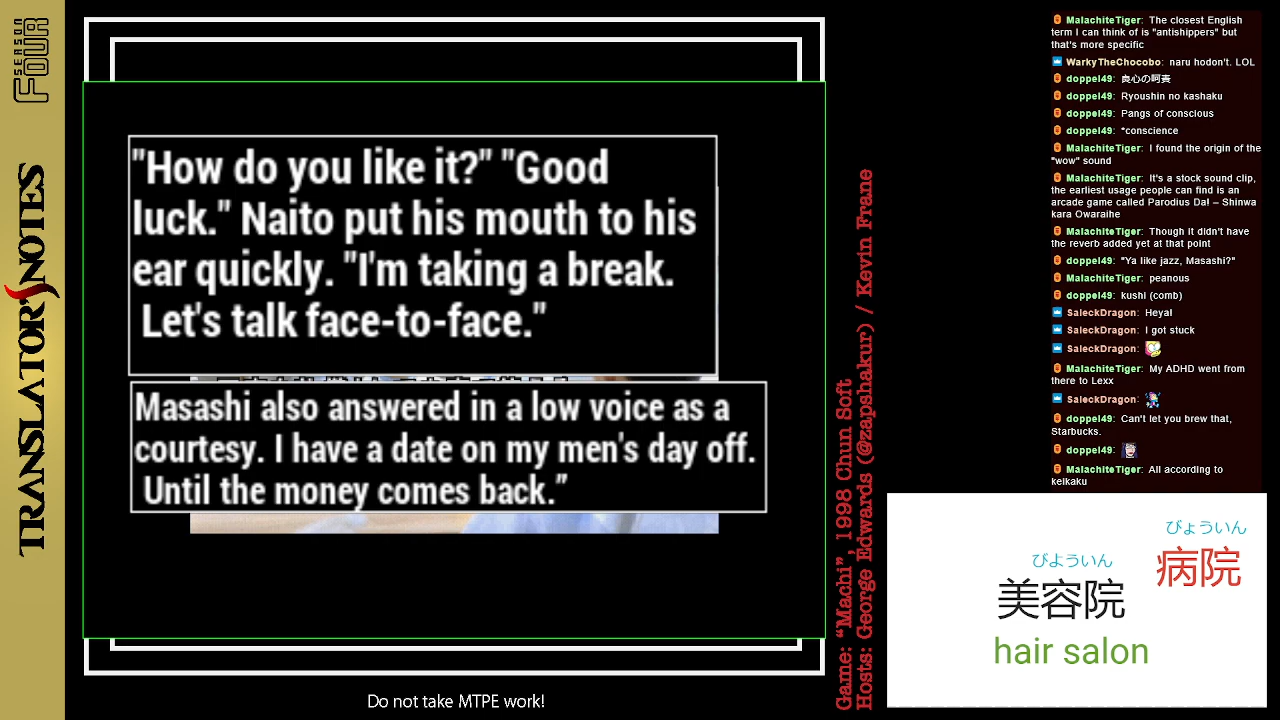 SEASON
FOUR
TRANSLATOR'S NOTES
"How do you like it?" "Good
luck." Naito put his mouth to his
ear quickly. "I'm taking a break.
Let's talk face-to-face."
Masashi also answered in a low voice as a
courtesy. I have a date on my men's day off.
Until the money comes back."
Do not take MTPE work!
Game: "Machi", 1998 Chun Soft
Hosts: George Edwards (@zapshakur) / Kevin Frane
MalachiteTiger: The closest English
term I can think of is "antishippers" but
that's more specific
WarkyTheChocobo: naru hodon't. LOL
doppel49: 良心の呵責
doppel49: Ryoushin no kashaku
doppel49: Pangs of conscious
doppel49: *conscience
MalachiteTiger: I found the origin of the
"wow" sound
MalachiteTiger: It's a stock sound clip,
the earliest usage people can find is an
arcade game called Parodius Da! ~ Shinwa
kara Owaraihe
MalachiteTiger: Though it didn't have
the reverb added yet at that point
doppel49: "Ya like jazz, Masashi?"
MalachiteTiger: peanous
doppel49: kushi (comb)
SaleckDragon: Heya!
SaleckDragon: I got stuck
SaleckDragon:
MalachiteTiger: My ADHD went from
there to Lexx
SaleckDragon:
doppel49: Can't let you brew that,
Starbucks.
doppel49:
MalachiteTiger: All according to
keikaku
びょういん
病院
びよういん
美容院
hair salon